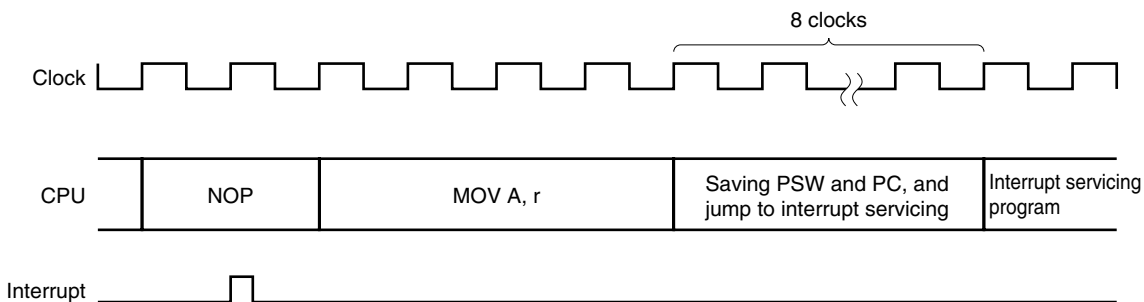 8 clocks
Clock
CPU
NOP
MOV A, r
Saving PSW and PC, and
jump to interrupt servicing
Interrupt servicing
program
Interrupt